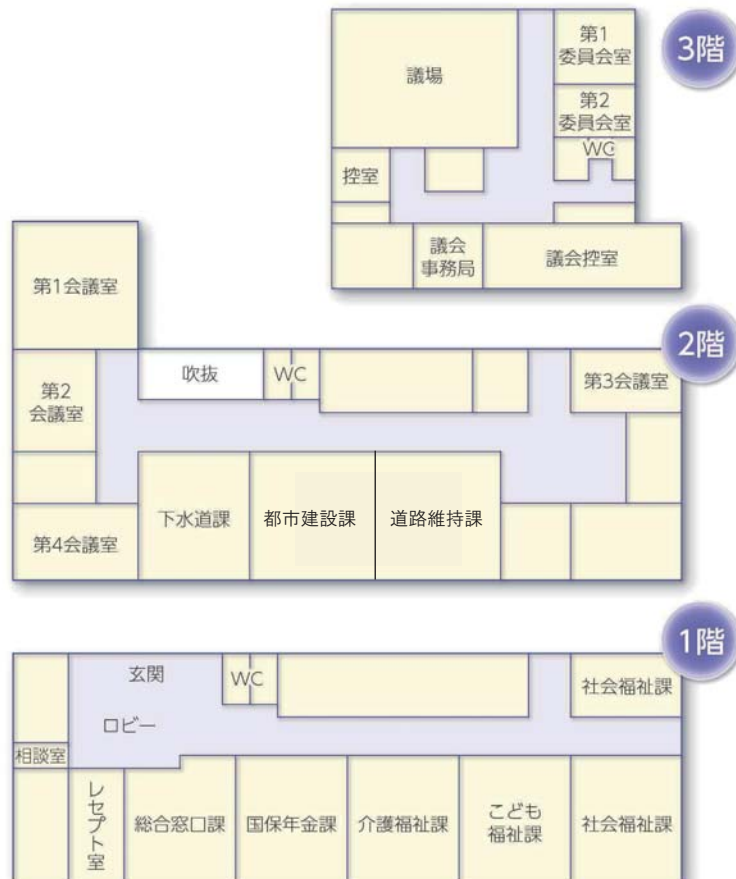 3階
議場
第1
委員会室
第2
委員会室
WC
控室
議会
事務局
議会控室
2階
第1会議室
吹抜
WC
第3会議室
第2
会議室
下水道課
都市建設課
道路維持課
第4会議室
1階
玄関
WC
社会福祉課
ロビー
相談室
レセプト室
総合窓口課
国保年金課
介護福祉課
こども
福祉課
社会福祉課